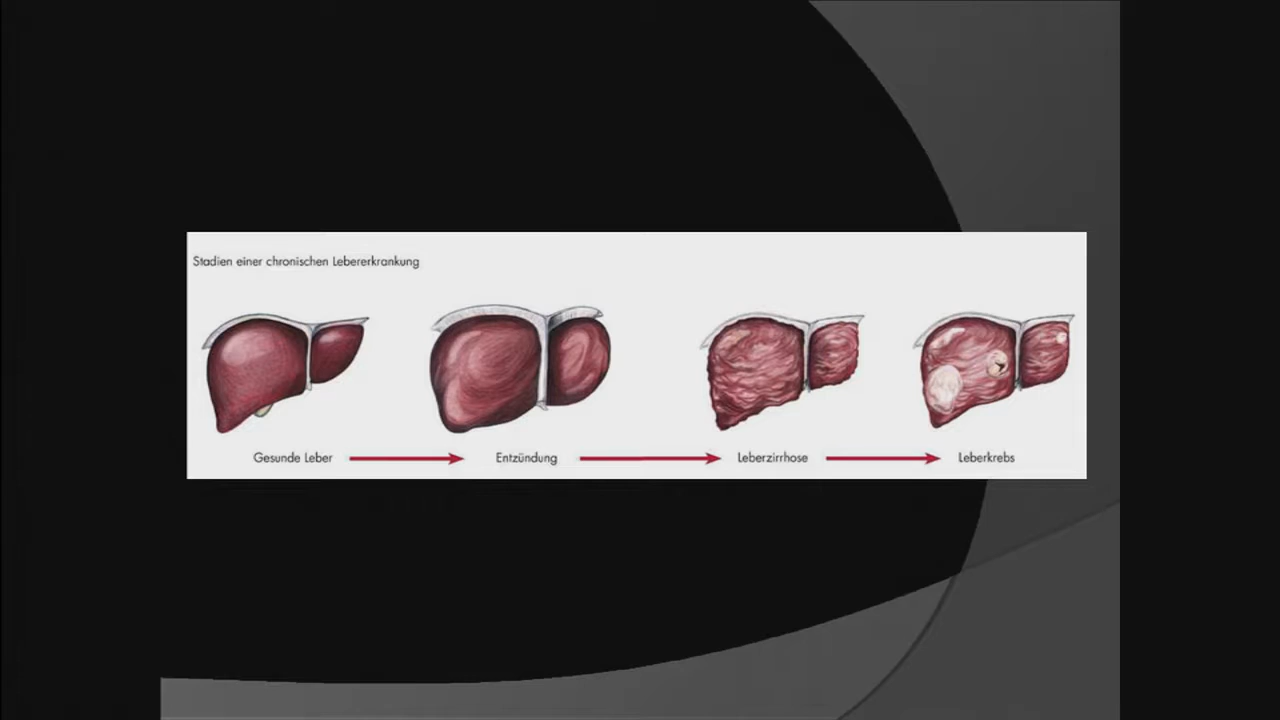 Stadien einer chronischen Lebererkrankung
Gesunde Leber
Entzündung
Leberzirrhose
Leberkrebs